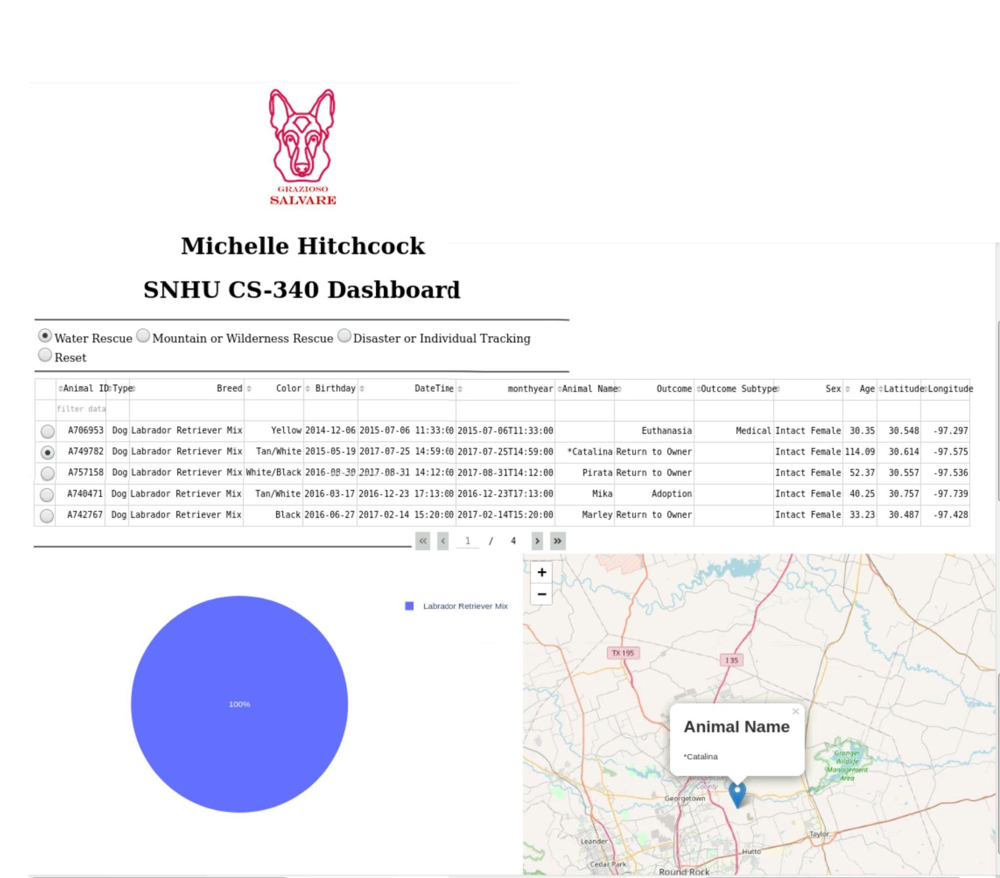 GRAZIOSO
SALVARE
Michelle Hitchcock
SNHU CS-340 Dashboard
Water Rescue Mountain or Wilderness Rescue Disaster or Individual Tracking
Reset
Animal ID Type Breed Color Birthday DateTime monthyear Animal Name Outcome Outcome Subtype Sex Age Latitude Longitude
filter data
A706953 Dog Labrador Retriever Mix Yellow 2014-12-06 2015-07-06 11:33:00 2015-07-06T11:33:00 Euthanasia Medical Intact Female 30.35 30.548 -97.297
A749782 Dog Labrador Retriever Mix Tan/White 2015-05-19 2017-07-25 14:59:00 2017-07-25T14:59:00 *Catalina Return to Owner Intact Female 114.09 30.614 -97.575
A757158 Dog Labrador Retriever Mix White/Black 2016-08-30 2017-08-31 14:12:00 2017-08-31T14:12:00 Pirata Return to Owner Intact Female 52.37 30.557 -97.536
A740471 Dog Labrador Retriever Mix Tan/White 2016-03-17 2016-12-23 17:13:00 2016-12-23T17:13:00 Mika Adoption Intact Female 40.25 30.757 -97.739
A742767 Dog Labrador Retriever Mix Black 2016-06-27 2017-02-14 15:20:00 2017-02-14T15:20:00 Marley Return to Owner Intact Female 33.23 30.487 -97.428
« ‹ 1 / 4 › »
Labrador Retriever Mix
100%
+
−
TX 195
I 35
×
Animal Name
*Catalina
Granger
Wildlife
Management
Area
Williamson
County
Georgetown
Taylor
Leander
Hutto
Cedar Park
Round Rock